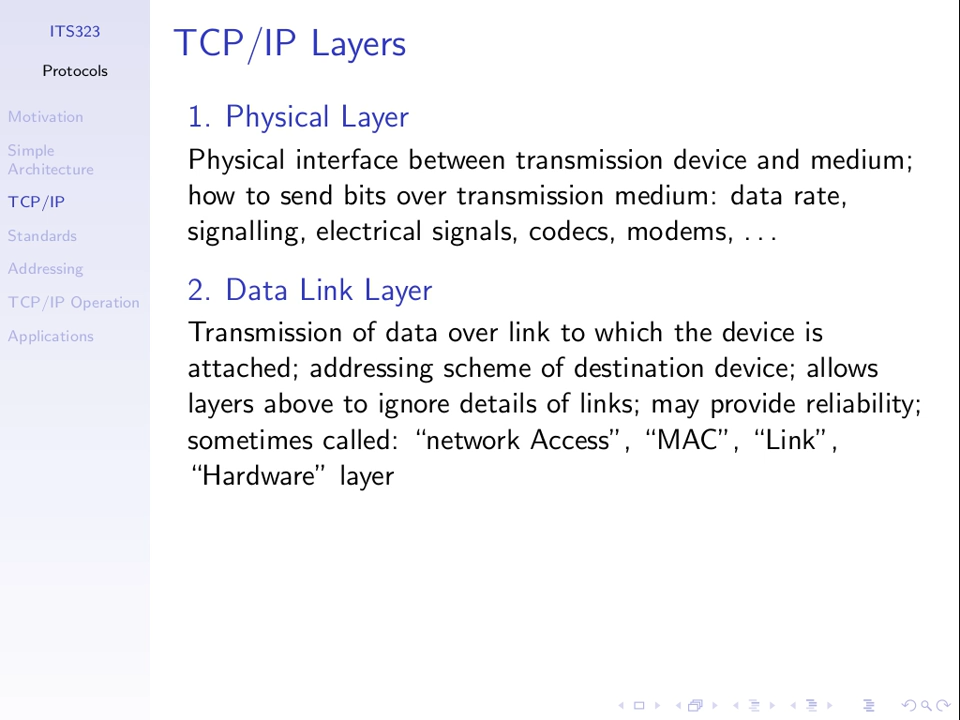 ITS323
Protocols
Motivation
Simple
Architecture
TCP/IP
Standards
Addressing
TCP/IP Operation
Applications
TCP/IP Layers
1. Physical Layer
Physical interface between transmission device and medium;
how to send bits over transmission medium: data rate,
signalling, electrical signals, codecs, modems, . . .
2. Data Link Layer
Transmission of data over link to which the device is
attached; addressing scheme of destination device; allows
layers above to ignore details of links; may provide reliability;
sometimes called: “network Access”, “MAC”, “Link”,
“Hardware” layer